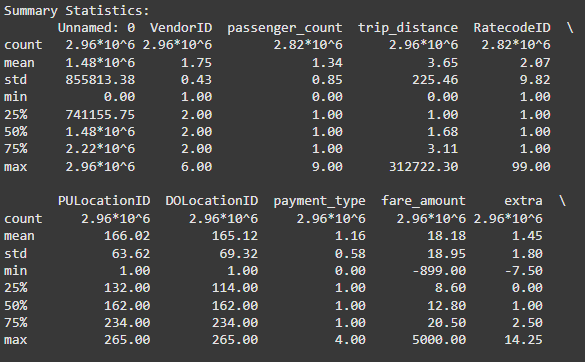 Summary Statistics:
Unnamed: 0 VendorID passenger_count trip_distance RatecodeID \
count 2.96*10^6 2.96*10^6 2.82*10^6 2.96*10^6 2.82*10^6
mean 1.48*10^6 1.75 1.34 3.65 2.07
std 855813.38 0.43 0.85 225.46 9.82
min 0.00 1.00 0.00 0.00 1.00
25% 741155.75 2.00 1.00 1.00 1.00
50% 1.48*10^6 2.00 1.00 1.68 1.00
75% 2.22*10^6 2.00 1.00 3.11 1.00
max 2.96*10^6 6.00 9.00 312722.30 99.00
PULocationID DOLocationID payment_type fare_amount extra \
count 2.96*10^6 2.96*10^6 2.96*10^6 2.96*10^6 2.96*10^6
mean 166.02 165.12 1.16 18.18 1.45
std 63.62 69.32 0.58 18.95 1.80
min 1.00 1.00 0.00 -899.00 -7.50
25% 132.00 114.00 1.00 8.60 0.00
50% 162.00 162.00 1.00 12.80 1.00
75% 234.00 234.00 1.00 20.50 2.50
max 265.00 265.00 4.00 5000.00 14.25